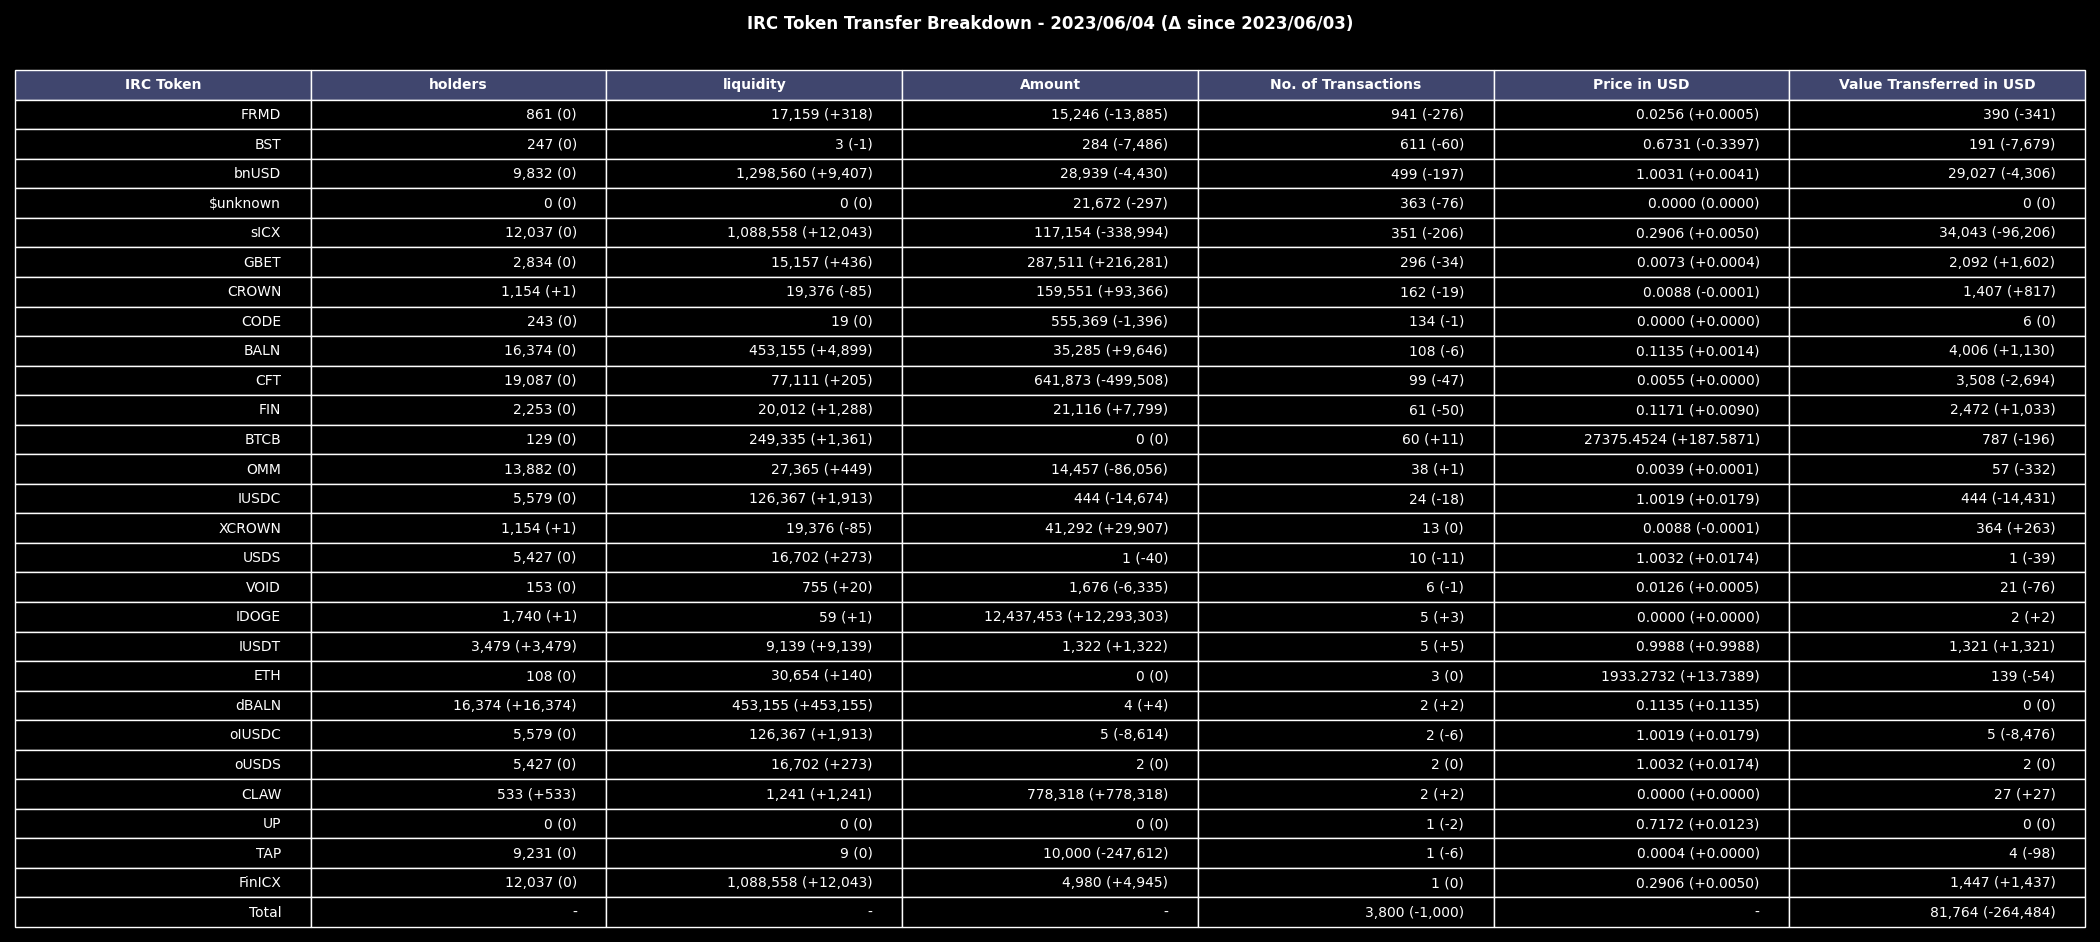 IRC Token Transfer Breakdown - 2023/06/04 (Δ since 2023/06/03)
IRC Token holders liquidity Amount No. of Transactions Price in USD Value Transferred in USD
FRMD 861 (0) 17,159 (+318) 15,246 (-13,885) 941 (-276) 0.0256 (+0.0005) 390 (-341)
BST 247 (0) 3 (-1) 284 (-7,486) 611 (-60) 0.6731 (-0.3397) 191 (-7,679)
bnUSD 9,832 (0) 1,298,560 (+9,407) 28,939 (-4,430) 499 (-197) 1.0031 (+0.0041) 29,027 (-4,306)
$unknown 0 (0) 0 (0) 21,672 (-297) 363 (-76) 0.0000 (0.0000) 0 (0)
sICX 12,037 (0) 1,088,558 (+12,043) 117,154 (-338,994) 351 (-206) 0.2906 (+0.0050) 34,043 (-96,206)
GBET 2,834 (0) 15,157 (+436) 287,511 (+216,281) 296 (-34) 0.0073 (+0.0004) 2,092 (+1,602)
CROWN 1,154 (+1) 19,376 (-85) 159,551 (+93,366) 162 (-19) 0.0088 (-0.0001) 1,407 (+817)
CODE 243 (0) 19 (0) 555,369 (-1,396) 134 (-1) 0.0000 (+0.0000) 6 (0)
BALN 16,374 (0) 453,155 (+4,899) 35,285 (+9,646) 108 (-6) 0.1135 (+0.0014) 4,006 (+1,130)
CFT 19,087 (0) 77,111 (+205) 641,873 (-499,508) 99 (-47) 0.0055 (+0.0000) 3,508 (-2,694)
FIN 2,253 (0) 20,012 (+1,288) 21,116 (+7,799) 61 (-50) 0.1171 (+0.0090) 2,472 (+1,033)
BTCB 129 (0) 249,335 (+1,361) 0 (0) 60 (+11) 27375.4524 (+187.5871) 787 (-196)
OMM 13,882 (0) 27,365 (+449) 14,457 (-86,056) 38 (+1) 0.0039 (+0.0001) 57 (-332)
IUSDC 5,579 (0) 126,367 (+1,913) 444 (-14,674) 24 (-18) 1.0019 (+0.0179) 444 (-14,431)
XCROWN 1,154 (+1) 19,376 (-85) 41,292 (+29,907) 13 (0) 0.0088 (-0.0001) 364 (+263)
USDS 5,427 (0) 16,702 (+273) 1 (-40) 10 (-11) 1.0032 (+0.0174) 1 (-39)
VOID 153 (0) 755 (+20) 1,676 (-6,335) 6 (-1) 0.0126 (+0.0005) 21 (-76)
IDOGE 1,740 (+1) 59 (+1) 12,437,453 (+12,293,303) 5 (+3) 0.0000 (+0.0000) 2 (+2)
IUSDT 3,479 (+3,479) 9,139 (+9,139) 1,322 (+1,322) 5 (+5) 0.9988 (+0.9988) 1,321 (+1,321)
ETH 108 (0) 30,654 (+140) 0 (0) 3 (0) 1933.2732 (+13.7389) 139 (-54)
dBALN 16,374 (+16,374) 453,155 (+453,155) 4 (+4) 2 (+2) 0.1135 (+0.1135) 0 (0)
oIUSDC 5,579 (0) 126,367 (+1,913) 5 (-8,614) 2 (-6) 1.0019 (+0.0179) 5 (-8,476)
oUSDS 5,427 (0) 16,702 (+273) 2 (0) 2 (0) 1.0032 (+0.0174) 2 (0)
CLAW 533 (+533) 1,241 (+1,241) 778,318 (+778,318) 2 (+2) 0.0000 (+0.0000) 27 (+27)
UP 0 (0) 0 (0) 0 (0) 1 (-2) 0.7172 (+0.0123) 0 (0)
TAP 9,231 (0) 9 (0) 10,000 (-247,612) 1 (-6) 0.0004 (+0.0000) 4 (-98)
FinICX 12,037 (0) 1,088,558 (+12,043) 4,980 (+4,945) 1 (0) 0.2906 (+0.0050) 1,447 (+1,437)
Total - - - 3,800 (-1,000) - 81,764 (-264,484)